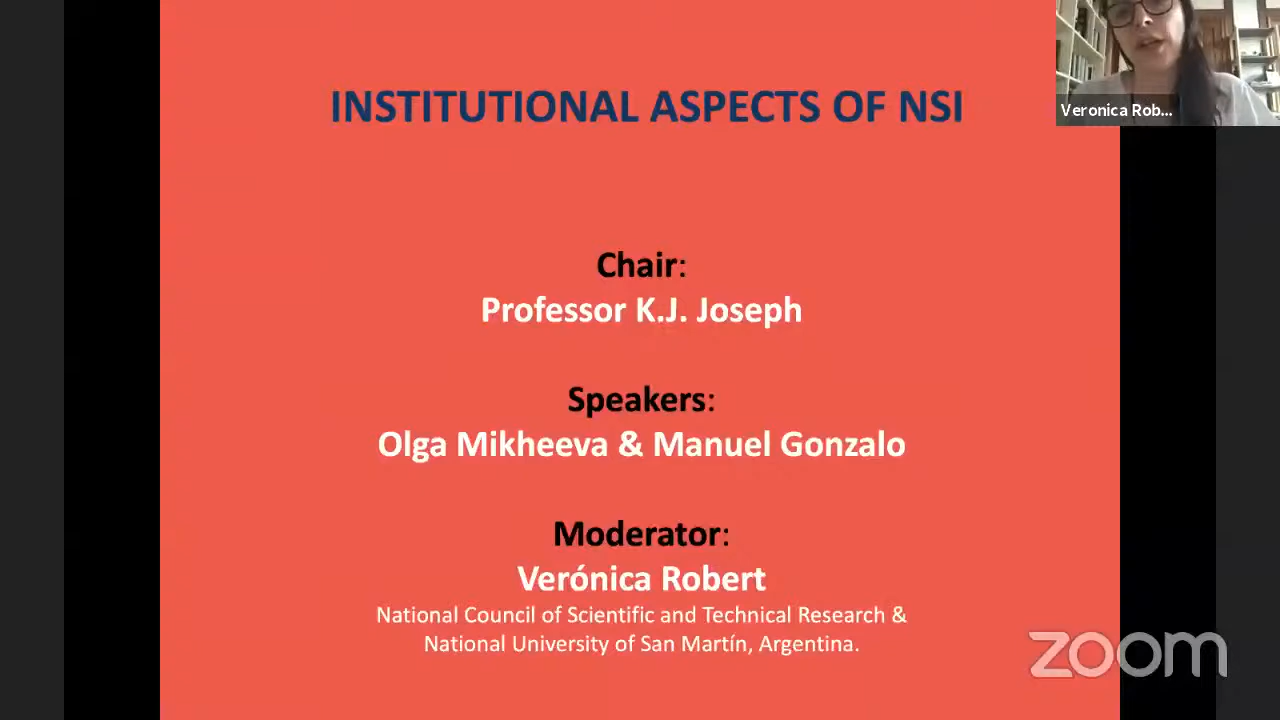 INSTITUTIONAL ASPECTS OF NSI
Veronica Rob...
Chair:
Professor K.J. Joseph
Speakers:
Olga Mikheeva & Manuel Gonzalo
Moderator:
Verónica Robert
National Council of Scientific and Technical Research &
National University of San Martín, Argentina.
zoom